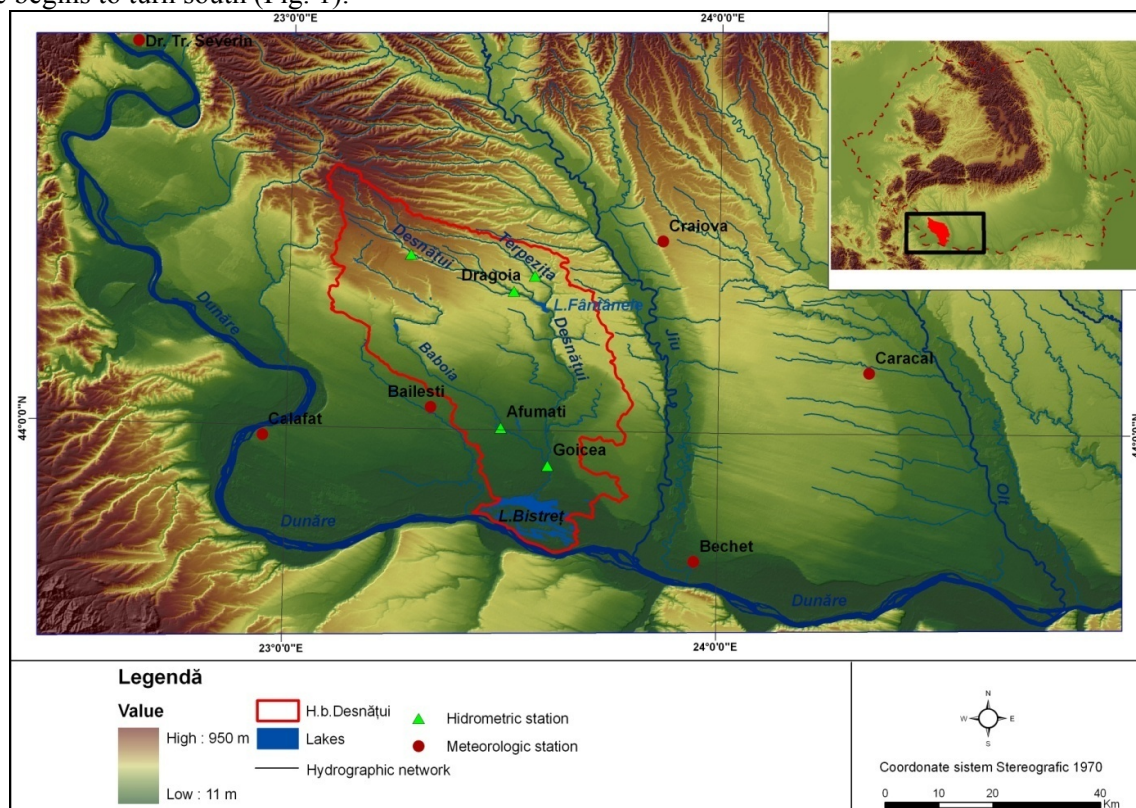 e begins to turn south (Fig. 1).
23°0'0"E
24°0'0"E
Dr. Tr. Severin
Craiova
Desnățui
Terpezița
Dragoia
L.Fântânele
Dunăre
Desnățui
Jiu
Baboia
Caracal
Bailesti
Afumati
44°0'0"N
Calafat
44°0'0"N
Goicea
Olt
L.Bistreț
Dunăre
Bechet
Dunăre
23°0'0"E
24°0'0"E
Legendă
Value
High : 950 m
Low : 11 m
H.b.Desnățui
Lakes
Hydrographic network
Hidrometric station
Meteorologic station
N
W
E
S
Coordonate sistem Stereografic 1970
0 10 20 40
Km